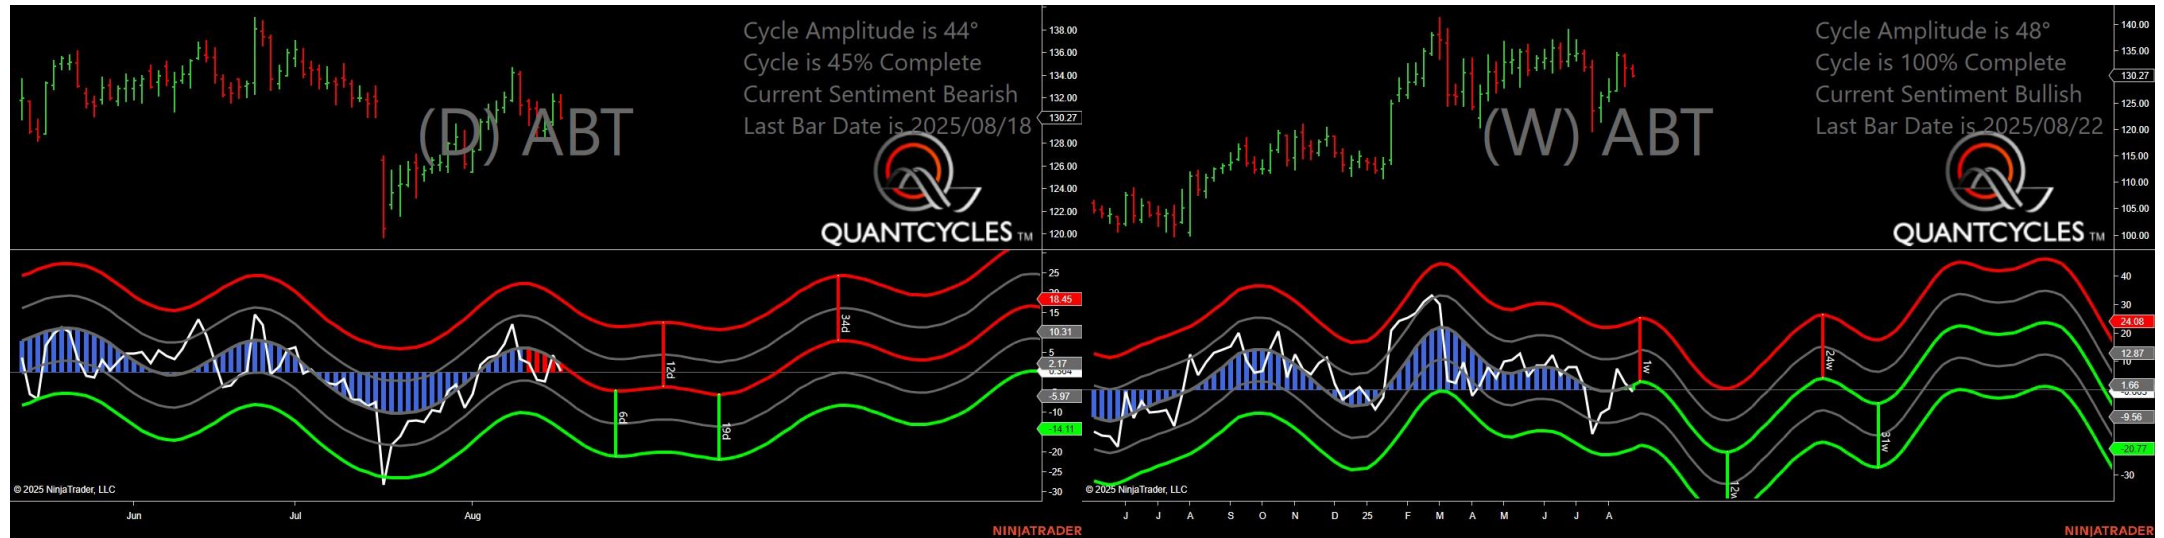 Cycle Amplitude is 44°
Cycle is 45% Complete
Current Sentiment Bearish
Last Bar Date is 2025/08/18
(D) ABT
QUANTCYCLES TM
138.00
136.00
134.00
132.00
130.27
128.00
126.00
124.00
122.00
120.00
25
18.45
15
10.31
5
2.17
-5.97
-10
-14.11
-20
-25
-30
6d
12d
19d
34d
© 2025 NinjaTrader, LLC
Jun Jul Aug
NINJATRADER
Cycle Amplitude is 48°
Cycle is 100% Complete
Current Sentiment Bullish
Last Bar Date is 2025/08/22
(W) ABT
QUANTCYCLES TM
140.00
135.00
130.27
125.00
120.00
115.00
110.00
105.00
100.00
40
30
24.08
20
12.87
10
1.66
-9.56
-20.77
-30
1w
12w
24w
31w
© 2025 NinjaTrader, LLC
J J A S O N D 25 F M A M J J A
NINJATRADER